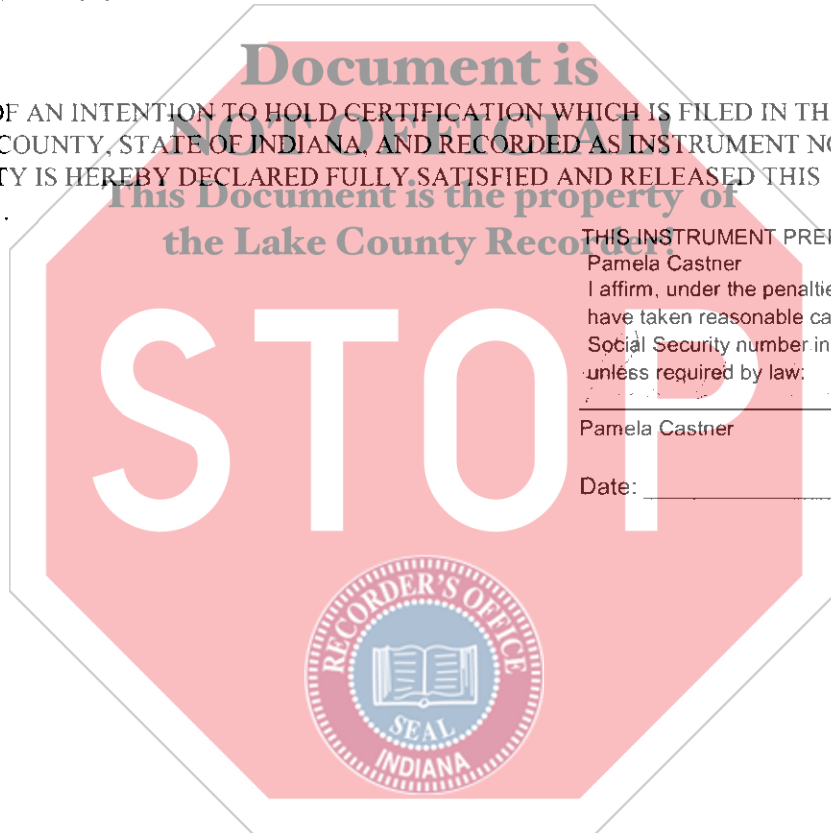 Document is
OF AN INTENTION TO HOLD CERTIFICATION WHICH IS FILED IN TH
NOT OFFICIAL!
COUNTY, STATE OF INDIANA, AND RECORDED AS INSTRUMENT NO
TY IS HEREBY DECLARED FULLY SATISFIED AND RELEASED THIS
This Document is the property of
the Lake County Recorder!
THIS INSTRUMENT PREP
Pamela Castner
I affirm, under the penaltie
have taken reasonable ca
Social Security number in
unless required by law:
Pamela Castner
Date:
STOP
RECORDER'S OFFICE
SEAL
INDIANA